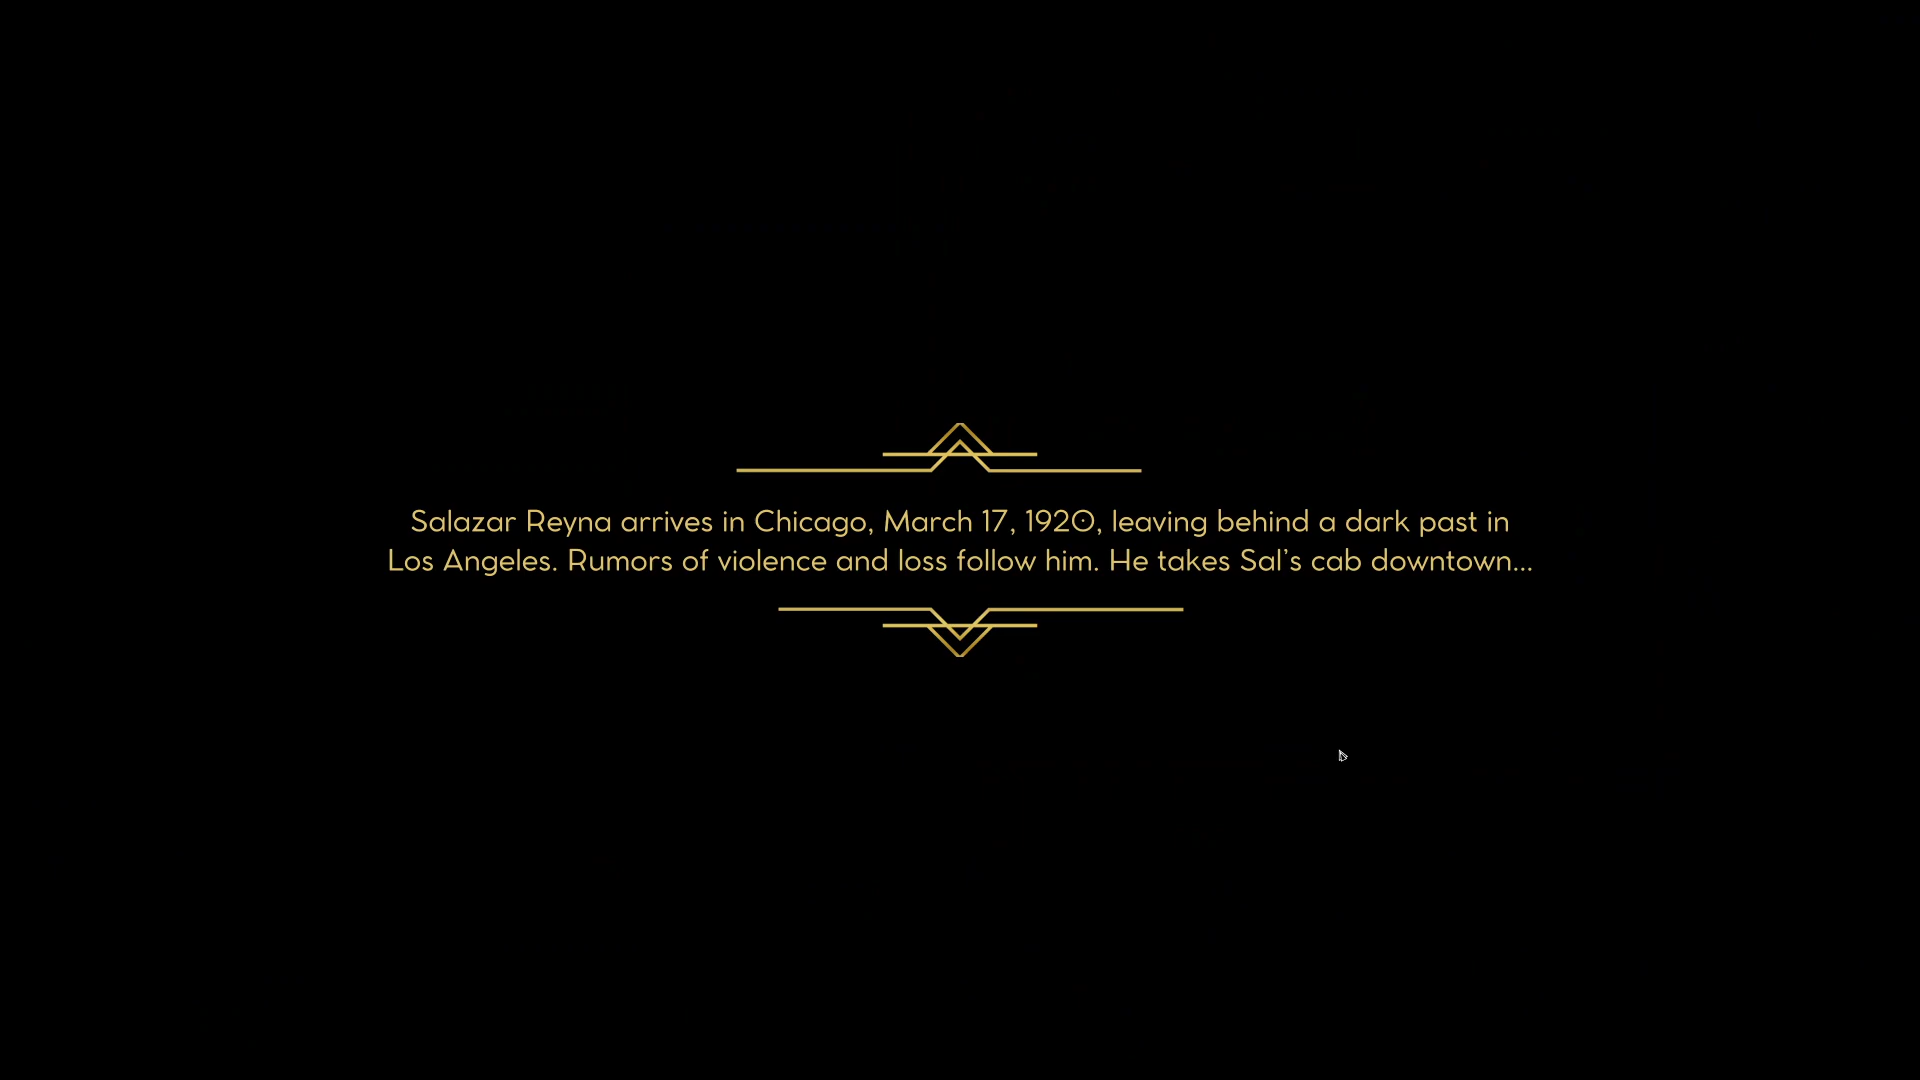 Salazar Reyna arrives in Chicago, March 17, 1920, leaving behind a dark past in
Los Angeles. Rumors of violence and loss follow him. He takes Sal's cab downtown...